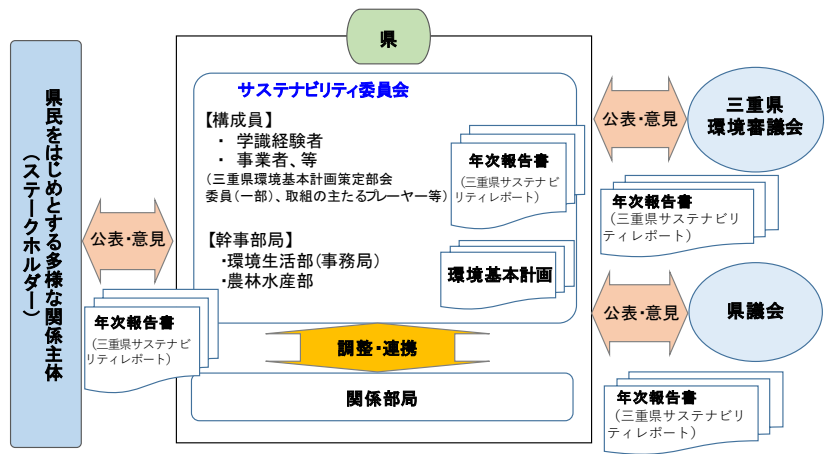 県
県民をはじめとする多様な関係主体
（ステークホルダー）
公表・意見
年次報告書
（三重県サステナビ
リティレポート）
サステナビリティ委員会
【構成員】
・ 学識経験者
・ 事業者、等
（三重県環境基本計画策定部会
委員（一部）、取組の主たるプレーヤー等）
【幹事部局】
・環境生活部（事務局）
・農林水産部
年次報告書
（三重県サステナビ
リティレポート）
環境基本計画
調整・連携
関係部局
公表・意見
三重県
環境審議会
年次報告書
（三重県サステナビリ
ティレポート）
公表・意見
県議会
年次報告書
（三重県サステナビリ
ティレポート）